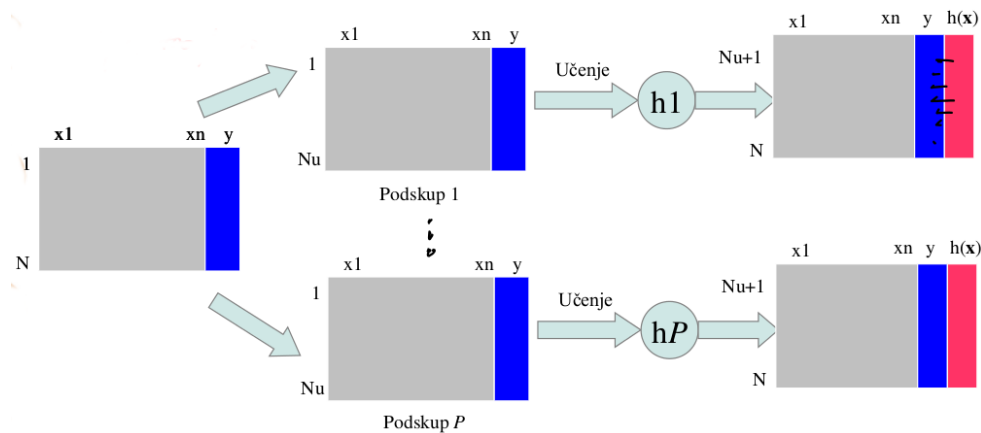 x1 xn y
1
N
x1 xn y
1
Nu
Podskup 1
Učenje
h1
x1 xn y h(x)
Nu+1
N
x1 xn y
1
Nu
Podskup P
Učenje
hP
x1 xn y h(x)
Nu+1
N